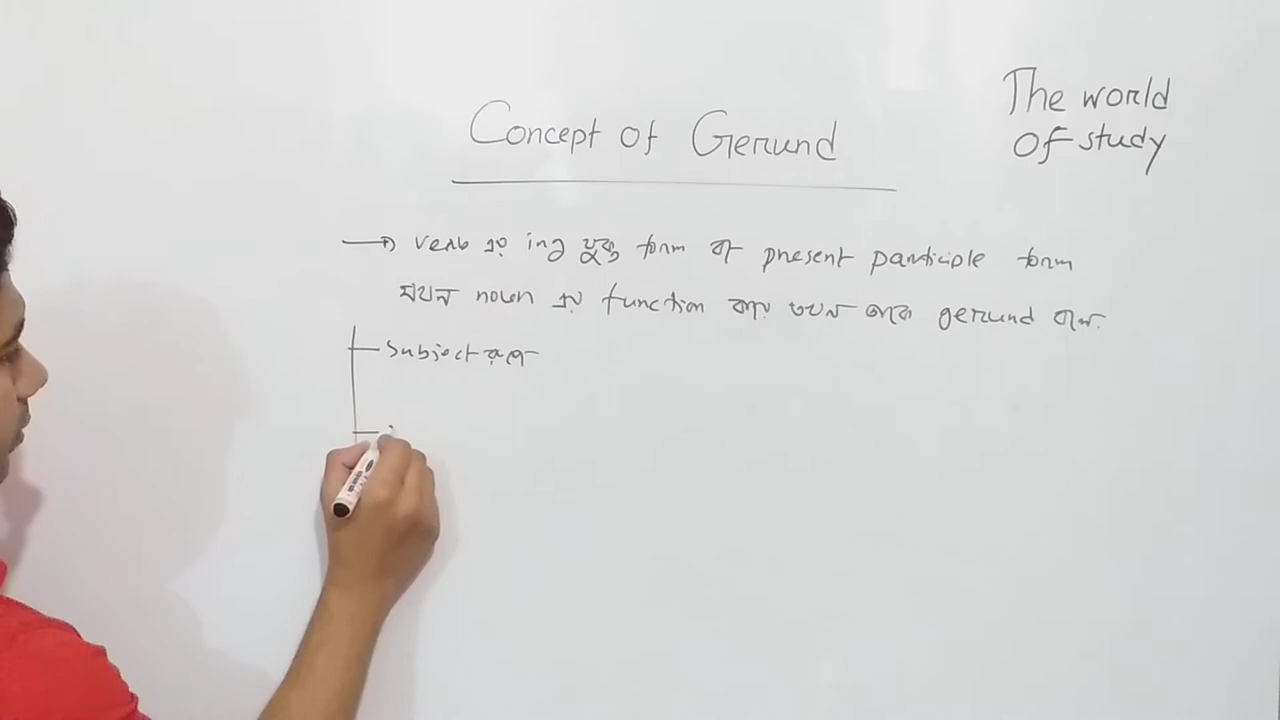 Concept of Gerund
The world
of study
→ verb এর ing যুক্ত form বা present participle form
যখন noun এর function করে তখন তাকে gerund বলে.
Subject রূপে